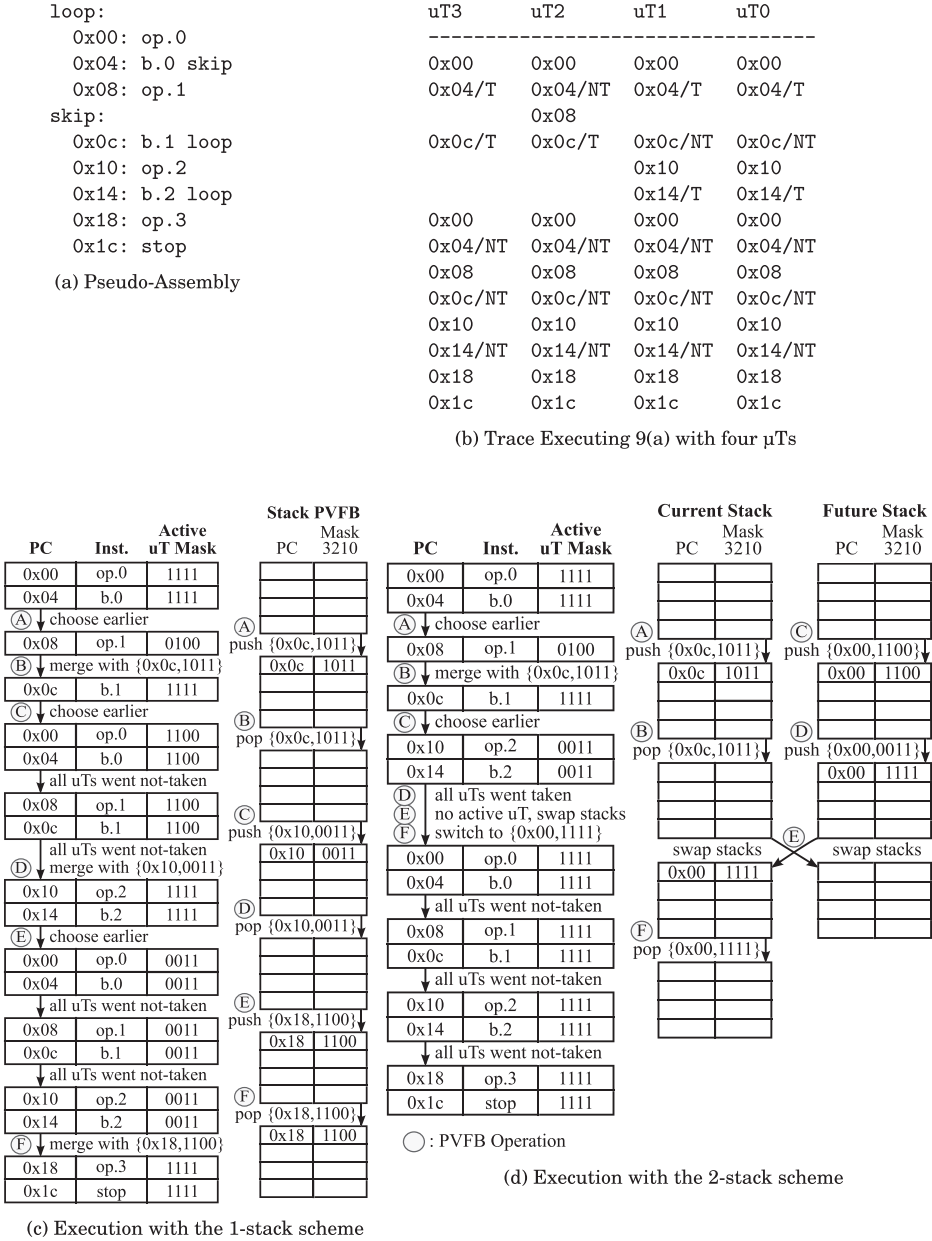 loop:
0x00: op.0
0x04: b.0 skip
0x08: op.1
skip:
0x0c: b.1 loop
0x10: op.2
0x14: b.2 loop
0x18: op.3
0x1c: stop
(a) Pseudo-Assembly
uT3 uT2 uT1 uT0
----------------------------------
0x00 0x00 0x00 0x00
0x04/T 0x04/NT 0x04/T 0x04/T
0x08
0x0c/T 0x0c/T 0x0c/NT 0x0c/NT
0x10 0x10
0x14/T 0x14/T
0x00 0x00 0x00 0x00
0x04/NT 0x04/NT 0x04/NT 0x04/NT
0x08 0x08 0x08 0x08
0x0c/NT 0x0c/NT 0x0c/NT 0x0c/NT
0x10 0x10 0x10 0x10
0x14/NT 0x14/NT 0x14/NT 0x14/NT
0x18 0x18 0x18 0x18
0x1c 0x1c 0x1c 0x1c
(b) Trace Executing 9(a) with four µTs
PC Inst. Active uT Mask
0x00 op.0 1111
0x04 b.0 1111
A choose earlier
0x08 op.1 0100
B merge with {0x0c,1011}
0x0c b.1 1111
C choose earlier
0x00 op.0 1100
0x04 b.0 1100
all uTs went not-taken
0x08 op.1 1100
0x0c b.1 1100
all uTs went not-taken
D merge with {0x10,0011}
0x10 op.2 1111
0x14 b.2 1111
E choose earlier
0x00 op.0 0011
0x04 b.0 0011
all uTs went not-taken
0x08 op.1 0011
0x0c b.1 0011
all uTs went not-taken
0x10 op.2 0011
0x14 b.2 0011
F merge with {0x18,1100}
0x18 op.3 1111
0x1c stop 1111
Stack PVFB
PC Mask 3210
A
push {0x0c,1011}
0x0c 1011
B
pop {0x0c,1011}
C
push {0x10,0011}
0x10 0011
D
pop {0x10,0011}
E
push {0x18,1100}
0x18 1100
F
pop {0x18,1100}
0x18 1100
(c) Execution with the 1-stack scheme
PC Inst. Active uT Mask
0x00 op.0 1111
0x04 b.0 1111
A choose earlier
0x08 op.1 0100
B merge with {0x0c,1011}
0x0c b.1 1111
C choose earlier
0x10 op.2 0011
0x14 b.2 0011
D all uTs went taken
E no active uT, swap stacks
F switch to {0x00,1111}
0x00 op.0 1111
0x04 b.0 1111
all uTs went not-taken
0x08 op.1 1111
0x0c b.1 1111
all uTs went not-taken
0x10 op.2 1111
0x14 b.2 1111
all uTs went not-taken
0x18 op.3 1111
0x1c stop 1111
: PVFB Operation
Current Stack
PC Mask 3210
A
push {0x0c,1011}
0x0c 1011
B
pop {0x0c,1011}
swap stacks
0x00 1111
F
pop {0x00,1111}
Future Stack
PC Mask 3210
C
push {0x00,1100}
0x00 1100
D
push {0x00,0011}
0x00 1111
E
swap stacks
(d) Execution with the 2-stack scheme